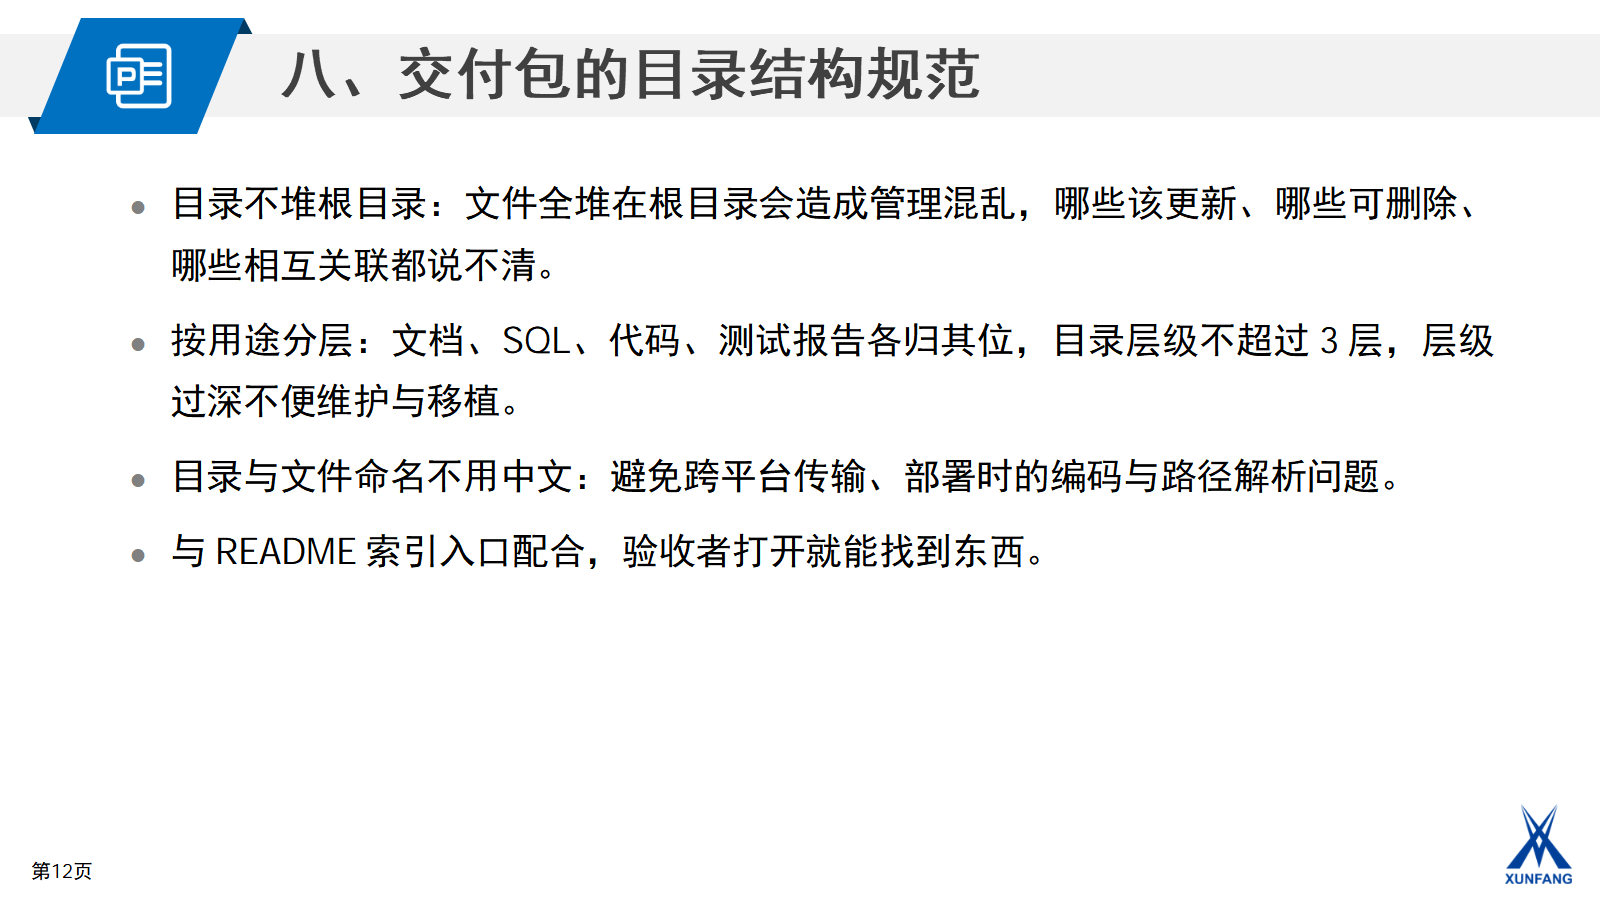 八、交付包的目录结构规范
目录不堆根目录：文件全堆在根目录会造成管理混乱，哪些该更新、哪些可删除、
哪些相互关联都说不清。
按用途分层：文档、SQL、代码、测试报告各归其位，目录层级不超过 3 层，层级
过深不便维护与移植。
目录与文件命名不用中文：避免跨平台传输、部署时的编码与路径解析问题。
与 README 索引入口配合，验收者打开就能找到东西。
第12页
XUNFANG